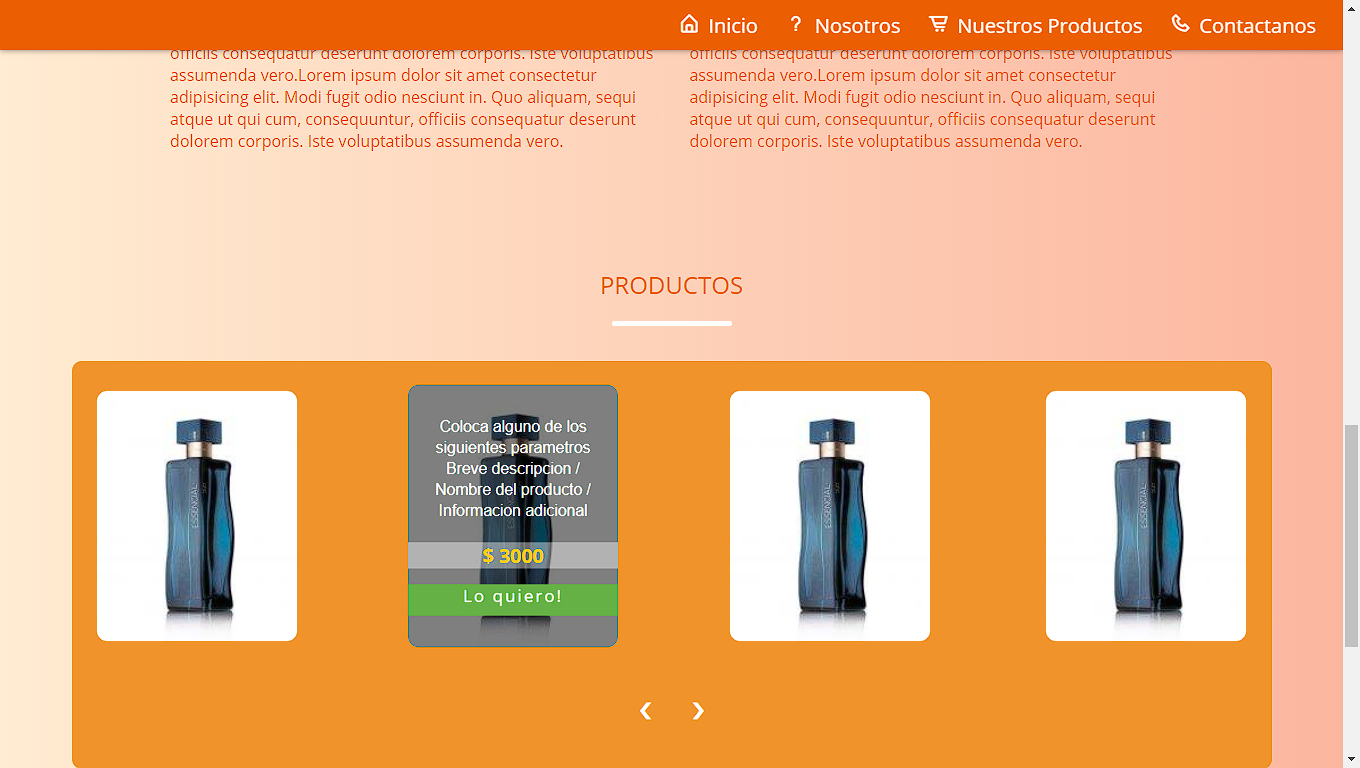 Inicio
Nosotros
Nuestros Productos
Contactanos
officiis consequatur deserunt dolorem corporis. Iste voluptatibus
assumenda vero.Lorem ipsum dolor sit amet consectetur
adipisicing elit. Modi fugit odio nesciunt in. Quo aliquam, sequi
atque ut qui cum, consequuntur, officiis consequatur deserunt
dolorem corporis. Iste voluptatibus assumenda vero.
officiis consequatur deserunt dolorem corporis. Iste voluptatibus
assumenda vero.Lorem ipsum dolor sit amet consectetur
adipisicing elit. Modi fugit odio nesciunt in. Quo aliquam, sequi
atque ut qui cum, consequuntur, officiis consequatur deserunt
dolorem corporis. Iste voluptatibus assumenda vero.
PRODUCTOS
ESSENCIAL
Coloca alguno de los
siguientes parametros
Breve descripcion /
Nombre del producto /
Informacion adicional
$ 3000
Lo quiero!
ESSENCIAL
ESSENCIAL